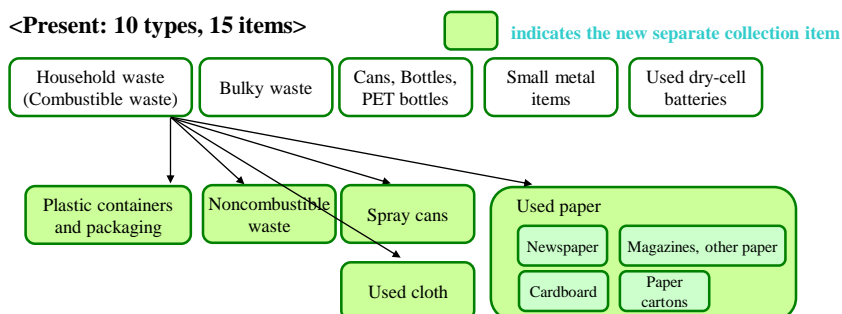 <Present: 10 types, 15 items>
indicates the new separate collection item
Household waste
(Combustible waste)
Bulky waste
Cans, Bottles,
PET bottles
Small metal
items
Used dry-cell
batteries
Plastic containers
and packaging
Noncombustible
waste
Spray cans
Used cloth
Used paper
Newspaper
Magazines, other paper
Cardboard
Paper
cartons